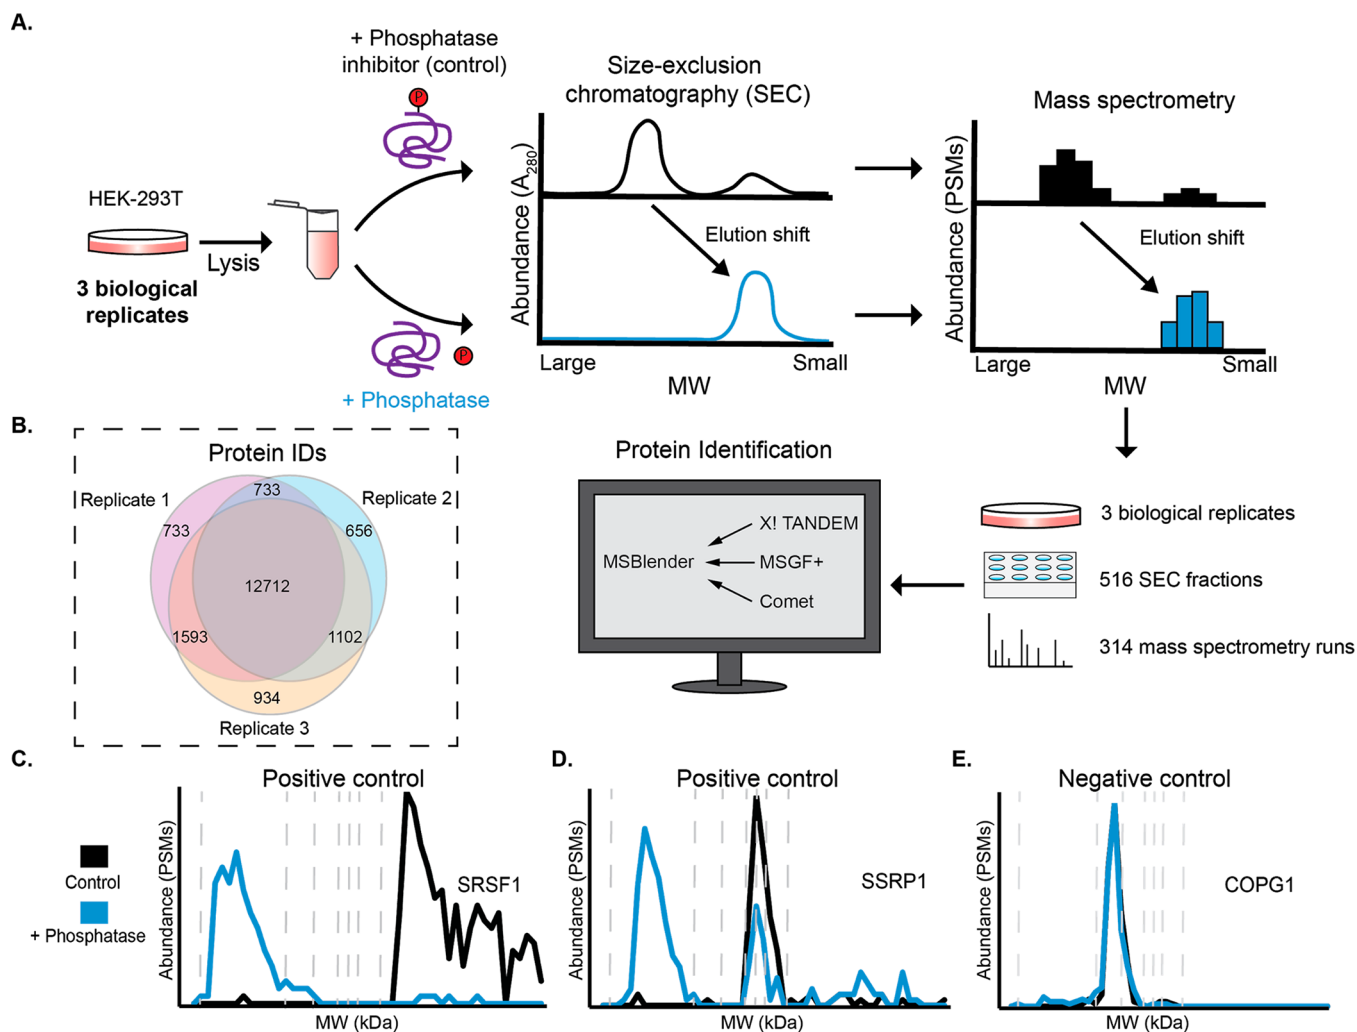 A.
+ Phosphatase
inhibitor (control)
P
HEK-293T
Lysis
3 biological
replicates
P
+ Phosphatase
Size-exclusion
chromatography (SEC)
Abundance (A280)
Elution shift
Large
Small
MW
Mass spectrometry
Abundance (PSMs)
Elution shift
Large
Small
MW
B.
Protein IDs
Replicate 1
733
Replicate 2
733
656
12712
1593
1102
934
Replicate 3
Protein Identification
X! TANDEM
MSBlender
MSGF+
Comet
3 biological replicates
516 SEC fractions
314 mass spectrometry runs
C.
Positive control
Abundance (PSMs)
Control
+ Phosphatase
SRSF1
MW (kDa)
D.
Positive control
Abundance (PSMs)
SSRP1
MW (kDa)
E.
Negative control
Abundance (PSMs)
COPG1
MW (kDa)